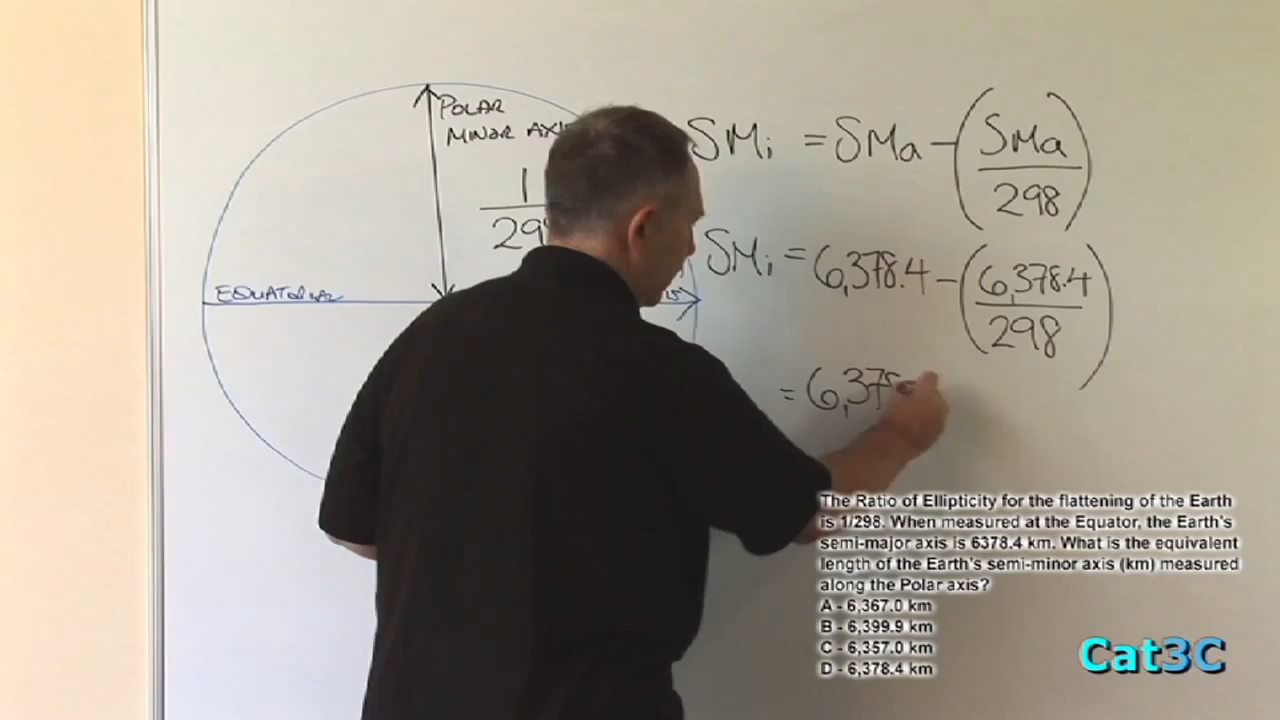 POLAR
MINOR AXIS
1
29
EQUATORIAL
SMi = SMa - (SMa/298)
SMi = 6,378.4 - (6,378.4/298)
= 6,378
The Ratio of Ellipticity for the flattening of the Earth
is 1/298. When measured at the Equator, the Earth's
semi-major axis is 6378.4 km. What is the equivalent
length of the Earth's semi-minor axis (km) measured
along the Polar axis?
A - 6,367.0 km
B - 6,399.9 km
C - 6,357.0 km
D - 6,378.4 km
Cat3C